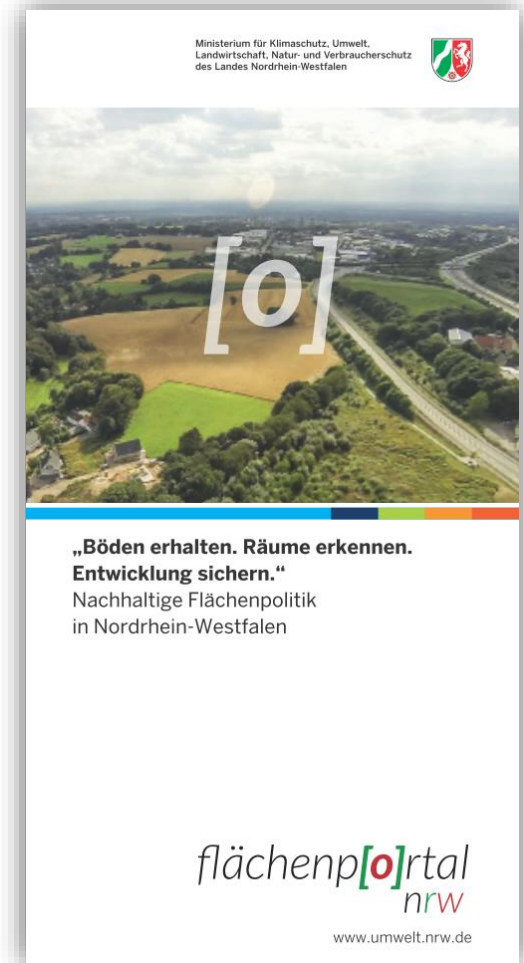 Ministerium für Klimaschutz, Umwelt,
Landwirtschaft, Natur- und Verbraucherschutz
des Landes Nordrhein-Westfalen
[o]
„Böden erhalten. Räume erkennen.
Entwicklung sichern.“
Nachhaltige Flächenpolitik
in Nordrhein-Westfalen
flächenp[o]rtal
nrw
www.umwelt.nrw.de